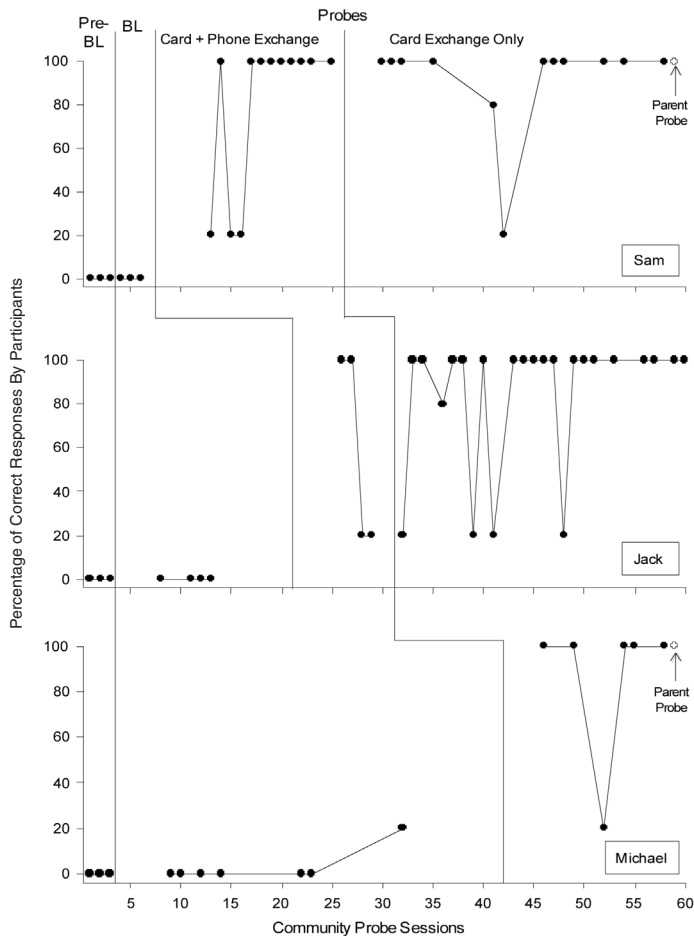 Probes
Pre-
BL
BL
Card + Phone Exchange
Card Exchange Only
100
80
60
40
20
0
Parent
Probe
Sam
100
80
60
40
20
0
Jack
100
80
60
40
20
0
Parent
Probe
Michael
5 10 15 20 25 30 35 40 45 50 55 60
Community Probe Sessions
Percentage of Correct Responses By Participants